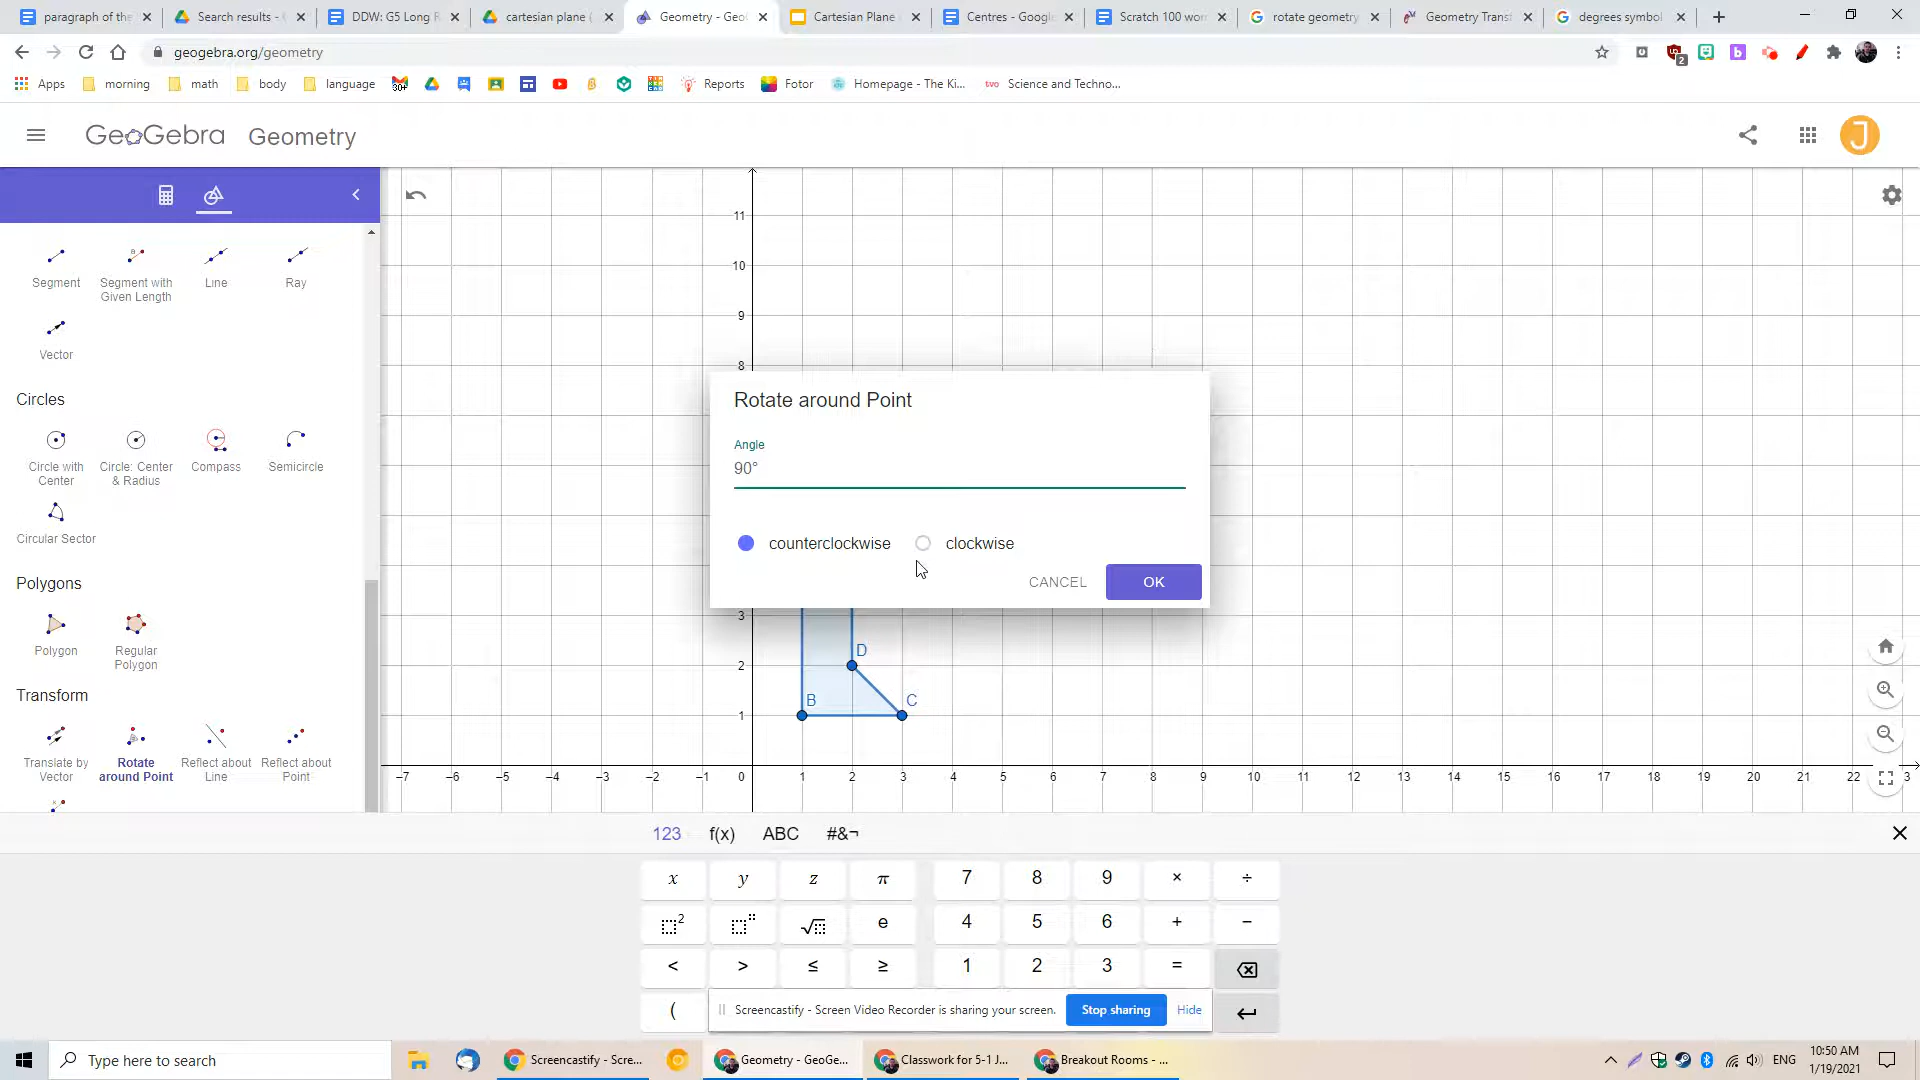 paragraph of the
Search results -
DDW: G5 Long R
cartesian plane (
Geometry - Geo
Cartesian Plane
Centres - Google
Scratch 100 wor
rotate geometry
Geometry Trans
degrees symbol
geogebra.org/geometry
2
Apps
morning
math
body
language
30+
Reports
Fotor
Homepage - The Ki...
tvo
Science and Techno...
GeoGebra
Geometry
J
Segment
Segment with
Given Length
Line
Ray
Vector
Circles
Circle with
Center
Circle: Center
& Radius
Compass
Semicircle
Circular Sector
Polygons
Polygon
Regular
Polygon
Transform
Translate by
Vector
Rotate
around Point
Reflect about
Line
Reflect about
Point
11
10
9
8
Rotate around Point
Angle
90°
counterclockwise
clockwise
CANCEL
OK
3
D
2
B
C
1
−7 −6 −5 −4 −3 −2 −1 0 1 2 3 4 5 6 7 8 9 10 11 12 13 14 15 16 17 18 19 20 21 22 3
123
f(x)
ABC
#&¬
x y z π 7 8 9 × ÷
2 √ e 4 5 6 + −
< > ≤ ≥ 1 2 3 =
(
Screencastify - Screen Video Recorder is sharing your screen.
Stop sharing
Hide
Type here to search
Screencastify - Scre...
Geometry - GeoGe...
Classwork for 5-1 J...
Breakout Rooms - ...
ENG
10:50 AM
1/19/2021